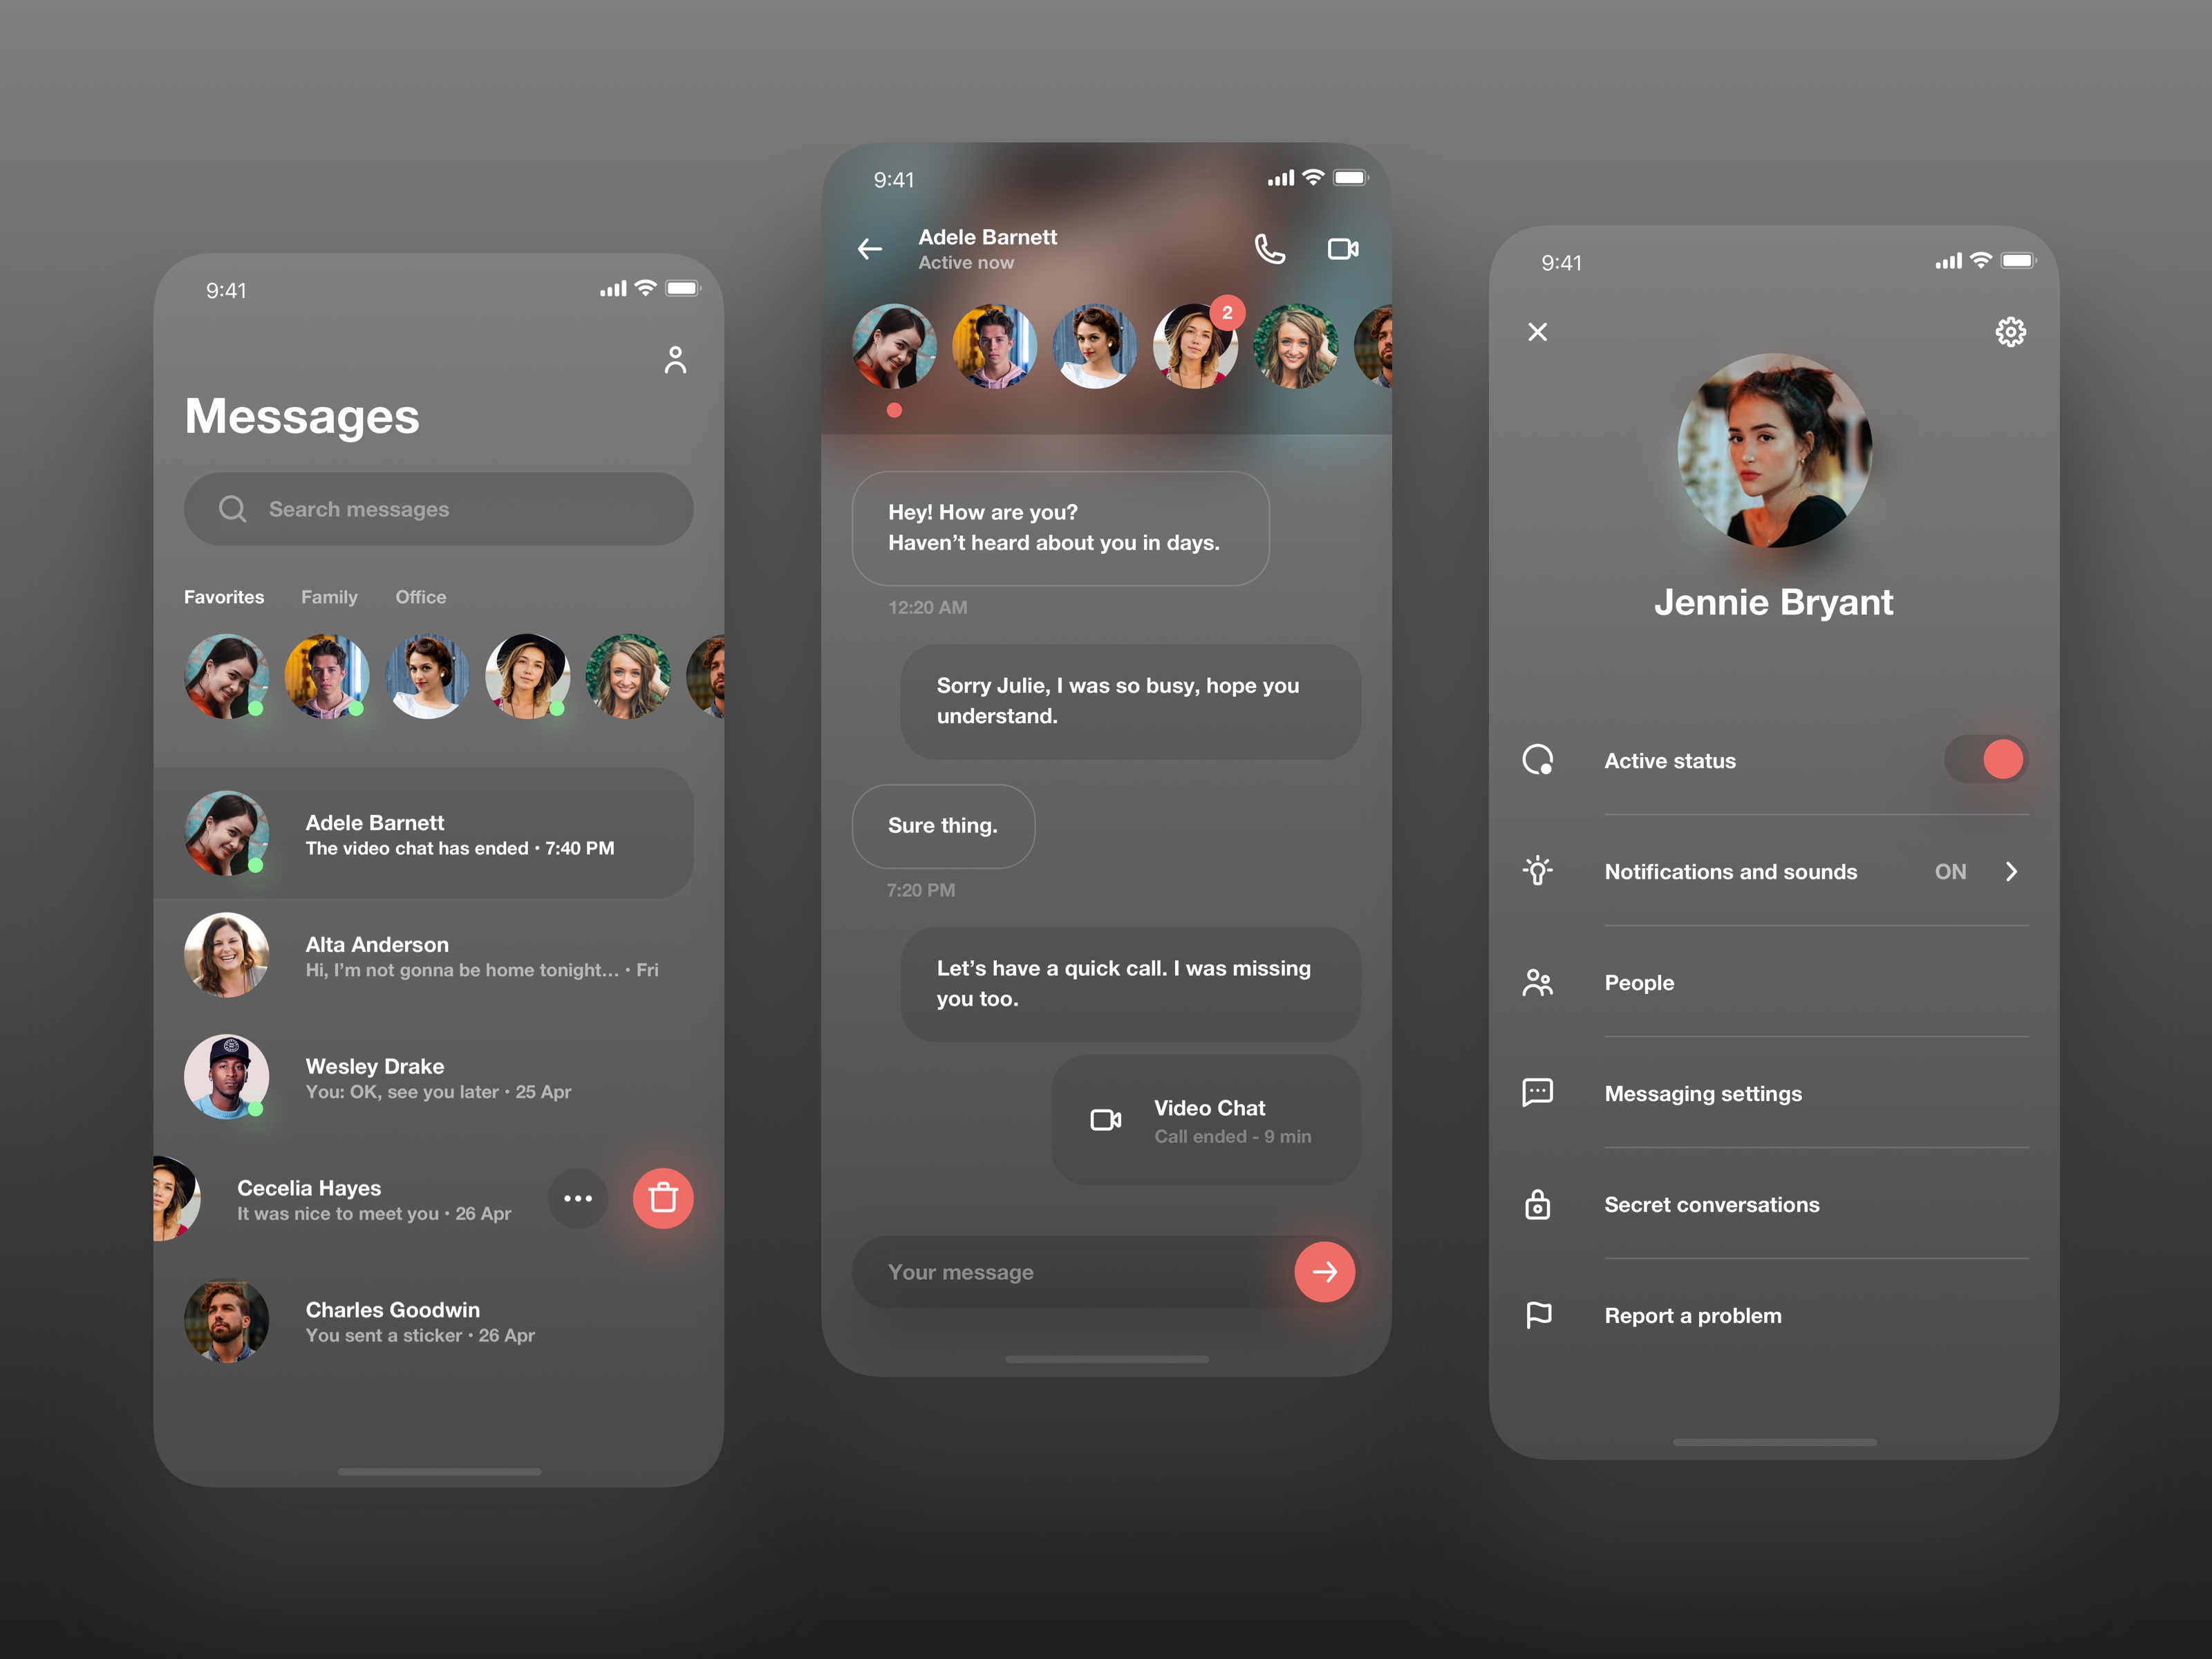 9:41
Messages
Search messages
Favorites Family Office
Adele Barnett
The video chat has ended • 7:40 PM
Alta Anderson
Hi, I’m not gonna be home tonight... • Fri
Wesley Drake
You: OK, see you later • 25 Apr
Cecelia Hayes
It was nice to meet you • 26 Apr
Charles Goodwin
You sent a sticker • 26 Apr
9:41
Adele Barnett
Active now
2
Hey! How are you?
Haven’t heard about you in days.
12:20 AM
Sorry Julie, I was so busy, hope you
understand.
Sure thing.
7:20 PM
Let’s have a quick call. I was missing
you too.
Video Chat
Call ended - 9 min
Your message
9:41
Jennie Bryant
Active status
Notifications and sounds ON
People
Messaging settings
Secret conversations
Report a problem